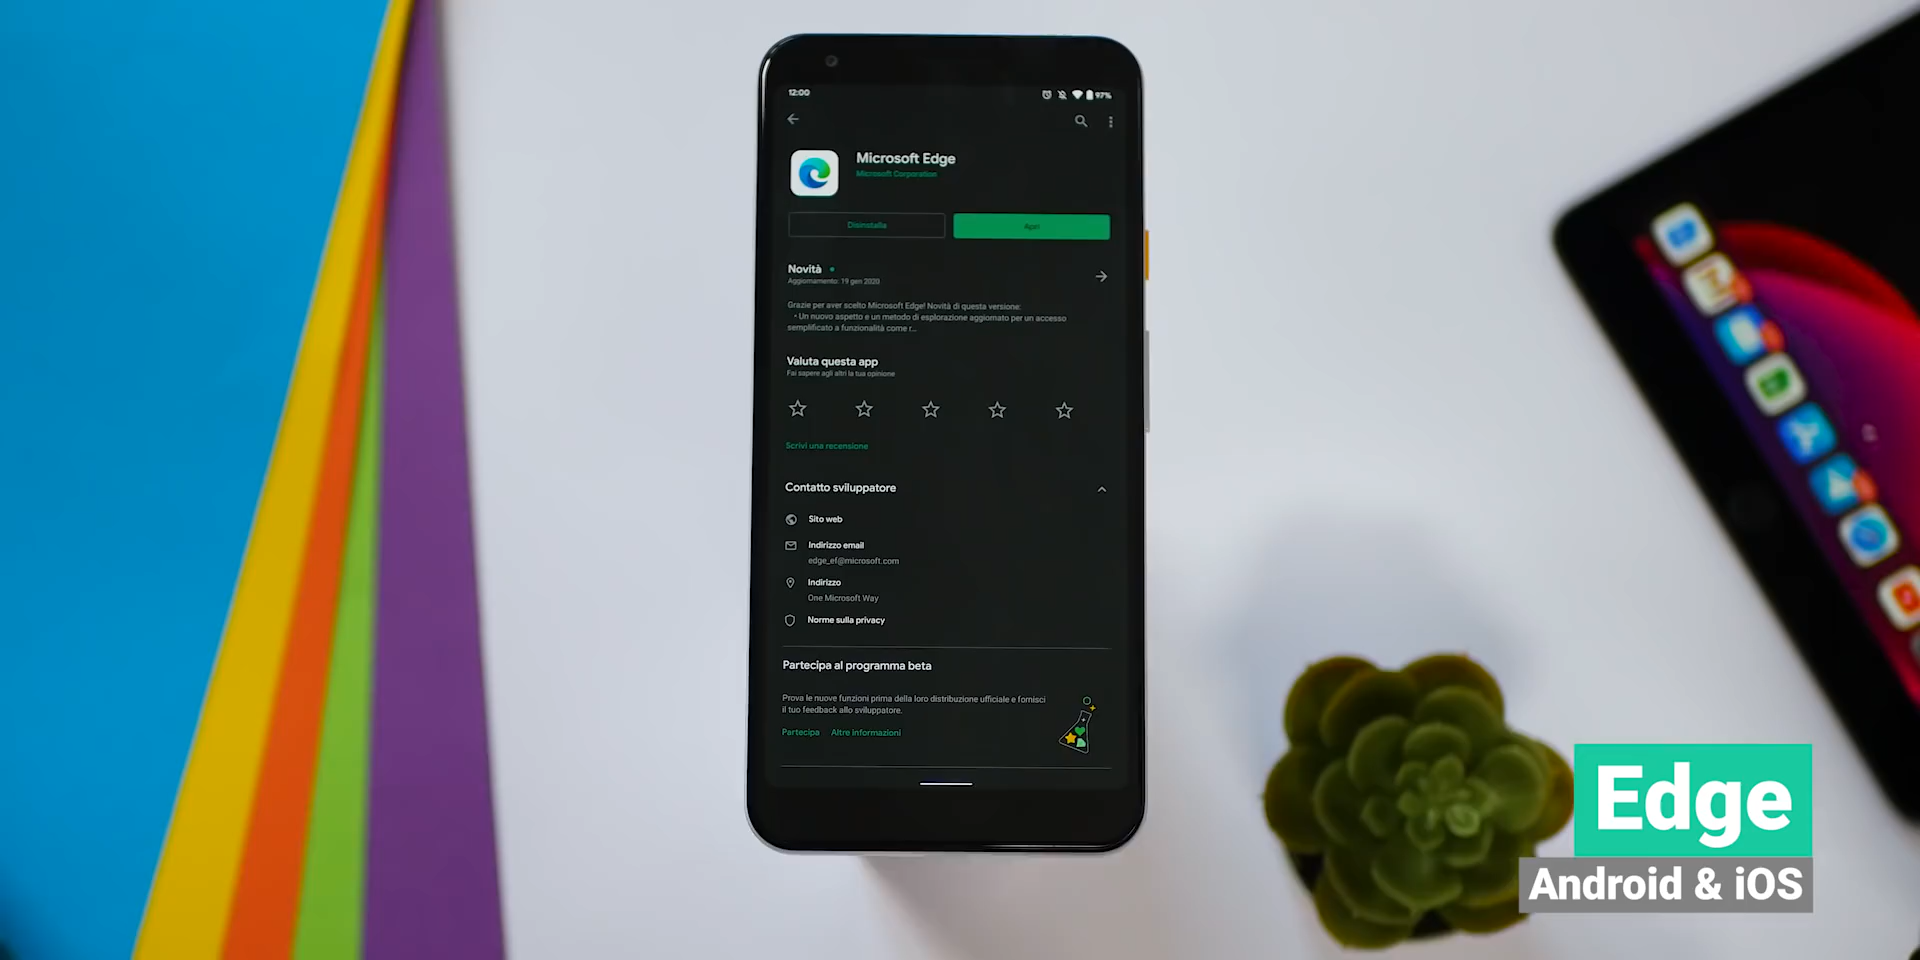 12:00
97%
Microsoft Edge
Microsoft Corporation
Disinstalla
Apri
Novità
Aggiornamento: 19 gen 2020
Grazie per aver scelto Microsoft Edge! Novità di questa versione:
• Un nuovo aspetto e un metodo di esplorazione aggiornato per un accesso
semplificato a funzionalità come r...
Valuta questa app
Fai sapere agli altri la tua opinione
Scrivi una recensione
Contatto sviluppatore
Sito web
Indirizzo email
edge_ef@microsoft.com
Indirizzo
One Microsoft Way
Norme sulla privacy
Partecipa al programma beta
Prova le nuove funzioni prima della loro distribuzione ufficiale e fornisci
il tuo feedback allo sviluppatore.
Partecipa
Altre informazioni
Edge
Android & iOS